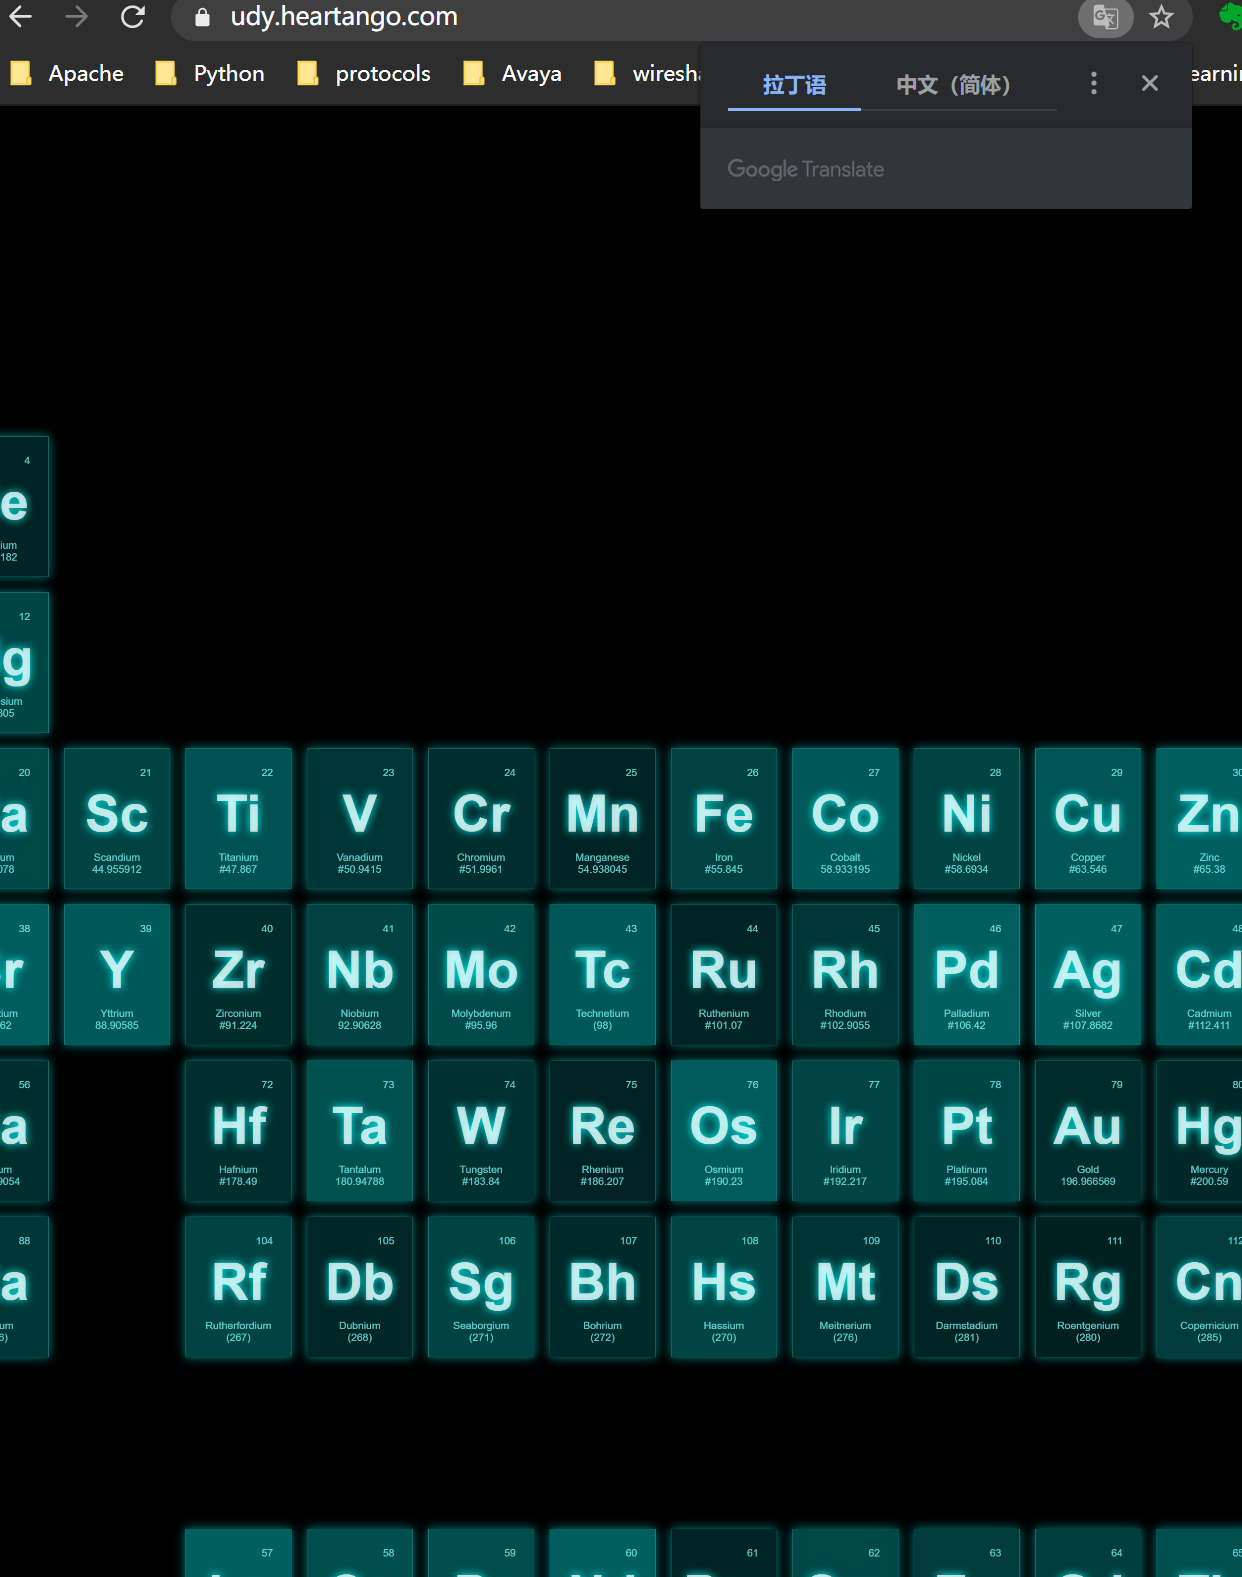 udy.heartango.com
Apache Python protocols Avaya
拉丁语 中文（简体）
Google Translate
4
e
ium
182
12
g
sium
305
20 21 22 23 24 25 26 27 28 29 30
a Sc Ti V Cr Mn Fe Co Ni Cu Zn
um Scandium Titanium Vanadium Chromium Manganese Iron Cobalt Nickel Copper Zinc
078 44.955912 #47.867 #50.9415 #51.9961 54.938045 #55.845 58.933195 #58.6934 #63.546 #65.38
38 39 40 41 42 43 44 45 46 47 48
r Y Zr Nb Mo Tc Ru Rh Pd Ag Cd
tium Yttrium Zirconium Niobium Molybdenum Technetium Ruthenium Rhodium Palladium Silver Cadmium
62 88.90585 #91.224 92.90628 #95.96 (98) #101.07 #102.9055 #106.42 #107.8682 #112.411
56 72 73 74 75 76 77 78 79 80
a Hf Ta W Re Os Ir Pt Au Hg
um Hafnium Tantalum Tungsten Rhenium Osmium Iridium Platinum Gold Mercury
9054 #178.49 180.94788 #183.84 #186.207 #190.23 #192.217 #195.084 196.966569 #200.59
88 104 105 106 107 108 109 110 111 112
a Rf Db Sg Bh Hs Mt Ds Rg Cn
um Rutherfordium Dubnium Seaborgium Bohrium Hassium Meitnerium Darmstadium Roentgenium Copernicium
6) (267) (268) (271) (272) (270) (276) (281) (280) (285)
57 58 59 60 61 62 63 64 65